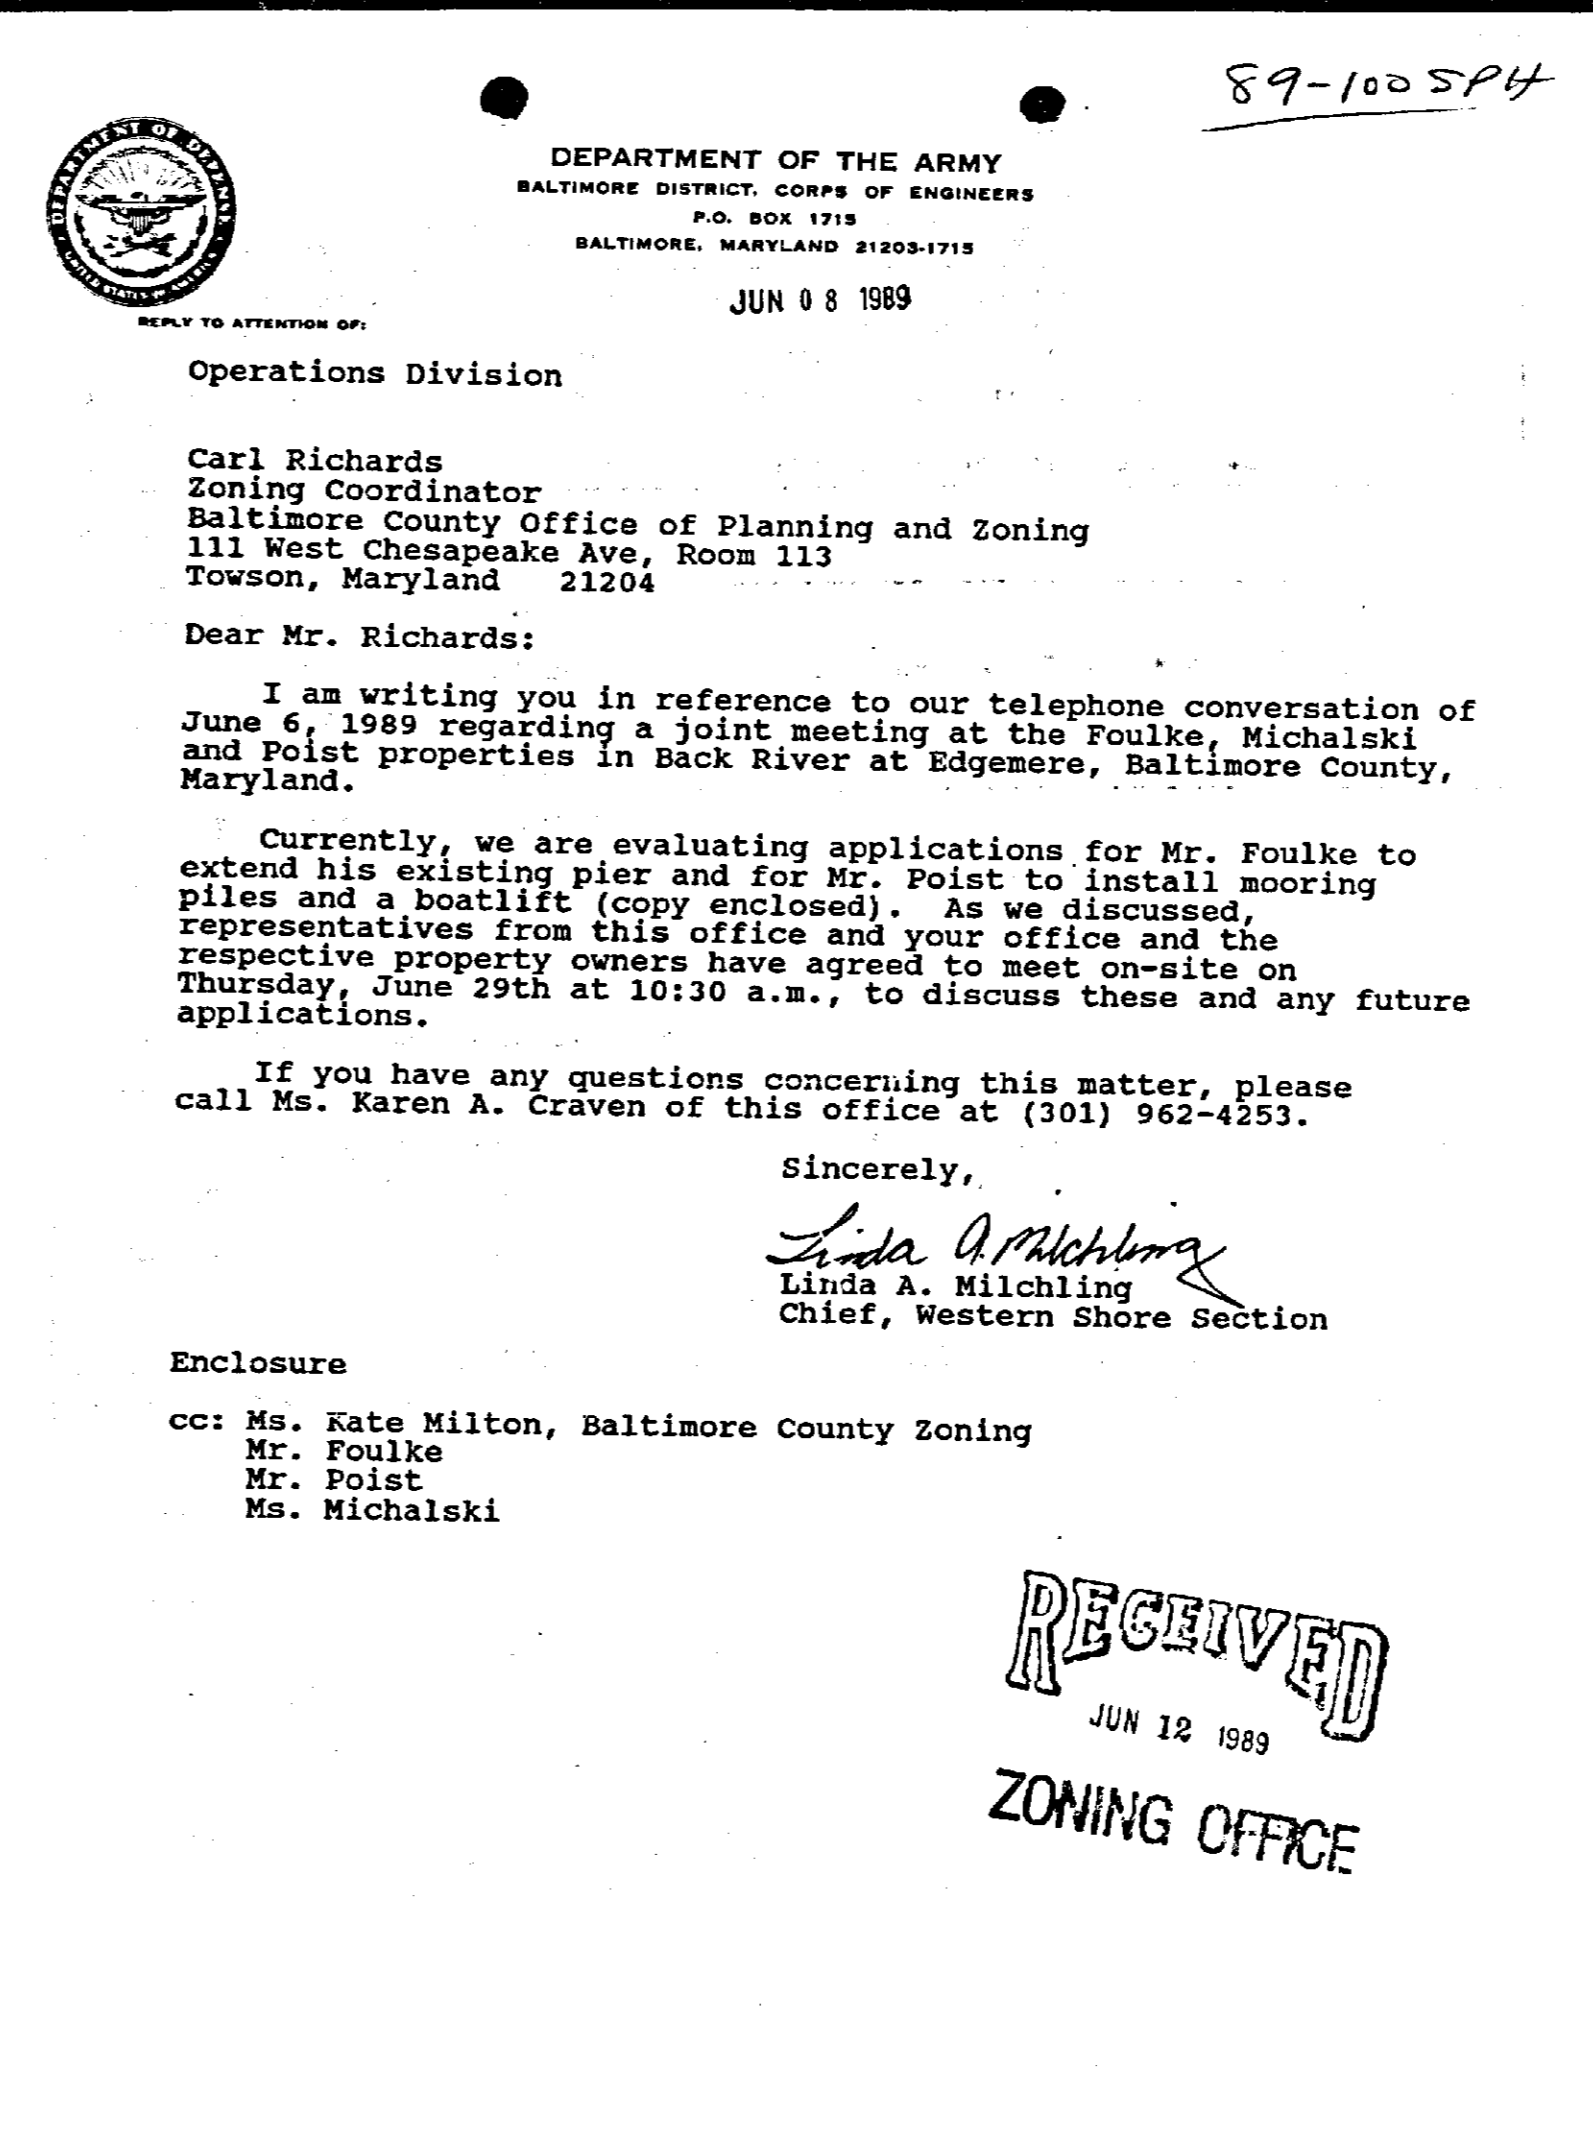 89-100 SPH
DEPARTMENT OF DEFENSE
UNITED STATES OF AMERICA
DEPARTMENT OF THE ARMY
BALTIMORE DISTRICT, CORPS OF ENGINEERS
P.O. BOX 1715
BALTIMORE, MARYLAND 21203-1715
JUN 08 1989
REPLY TO ATTENTION OF:
Operations Division
Carl Richards
Zoning Coordinator
Baltimore County Office of Planning and Zoning
111 West Chesapeake Ave, Room 113
Towson, Maryland 21204
Dear Mr. Richards:
I am writing you in reference to our telephone conversation of
June 6, 1989 regarding a joint meeting at the Foulke, Michalski
and Poist properties in Back River at Edgemere, Baltimore County,
Maryland.
Currently, we are evaluating applications for Mr. Foulke to
extend his existing pier and for Mr. Poist to install mooring
piles and a boatlift (copy enclosed). As we discussed,
representatives from this office and your office and the
respective property owners have agreed to meet on-site on
Thursday, June 29th at 10:30 a.m., to discuss these and any future
applications.
If you have any questions concerning this matter, please
call Ms. Karen A. Craven of this office at (301) 962-4253.
Sincerely,
Linda A. Milchling
Linda A. Milchling
Chief, Western Shore Section
Enclosure
cc: Ms. Kate Milton, Baltimore County Zoning
Mr. Foulke
Mr. Poist
Ms. Michalski
RECEIVED
JUN 12 1989
ZONING OFFICE